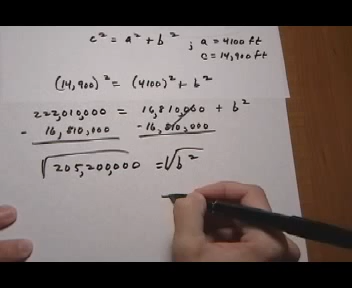 c² = a² + b² ; a = 4100 ft
c = 14,900 ft
(14,900)² = (4100)² + b²
222,010,000 = 16,810,000 + b²
- 16,810,000 -16,810,000
√205,200,000 = √b²